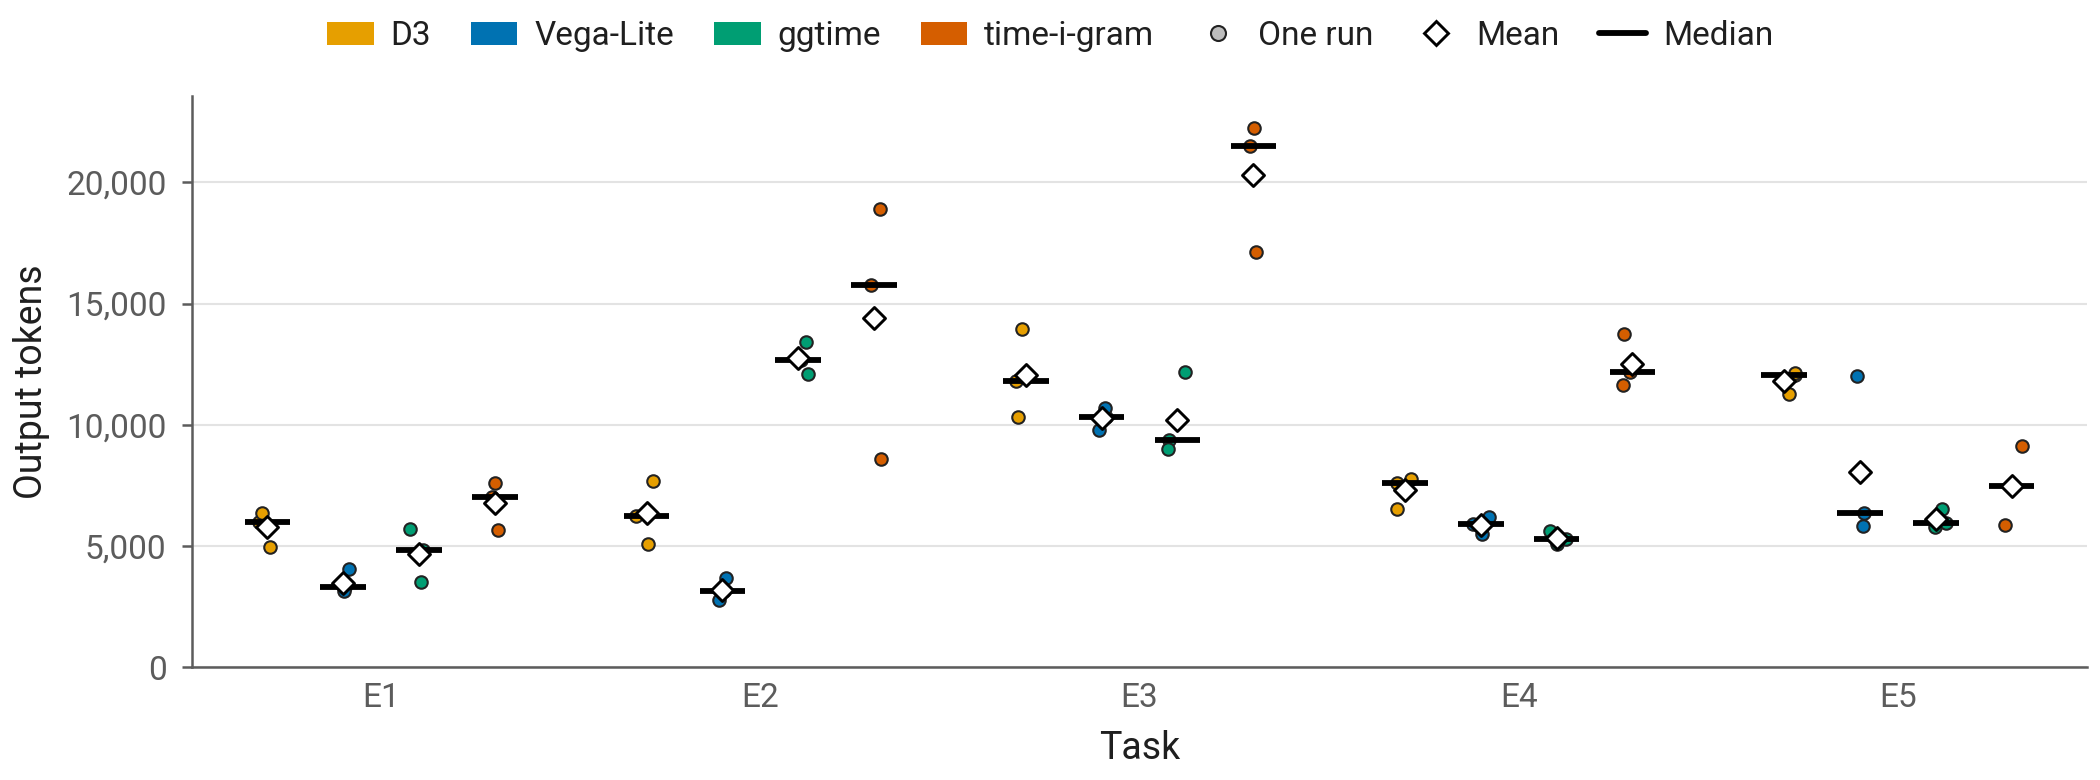 D3 Vega-Lite ggtime time-i-gram One run Mean Median
Output tokens
20,000
15,000
10,000
5,000
0
E1 E2 E3 E4 E5
Task